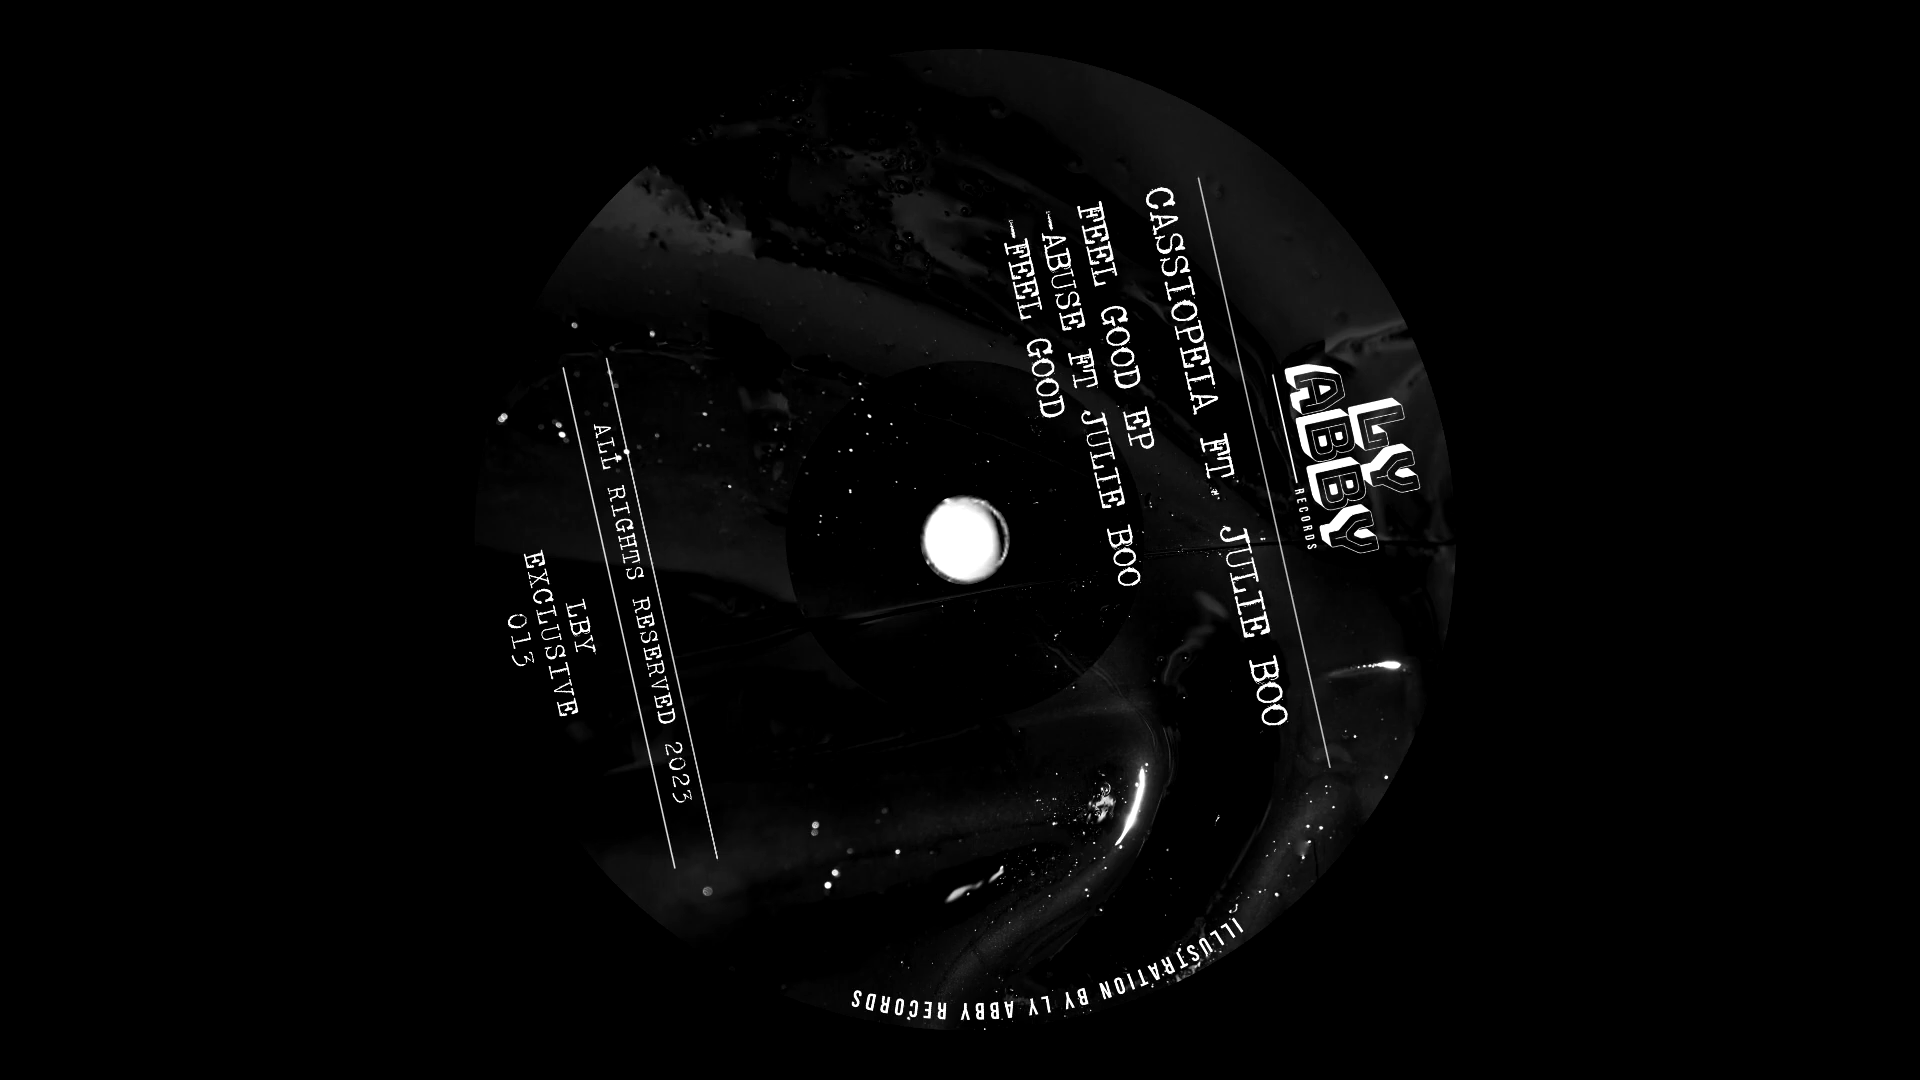 LY
ABBY
RECORDS
CASSIOPEIA FT. JULIE BOO
FEEL GOOD EP
-ABUSE FT JULIE BOO
-FEEL GOOD
ALL RIGHTS RESERVED 2023
LBY
EXCLUSIVE
013
ILLUSTRATION BY LY ABBY RECORDS